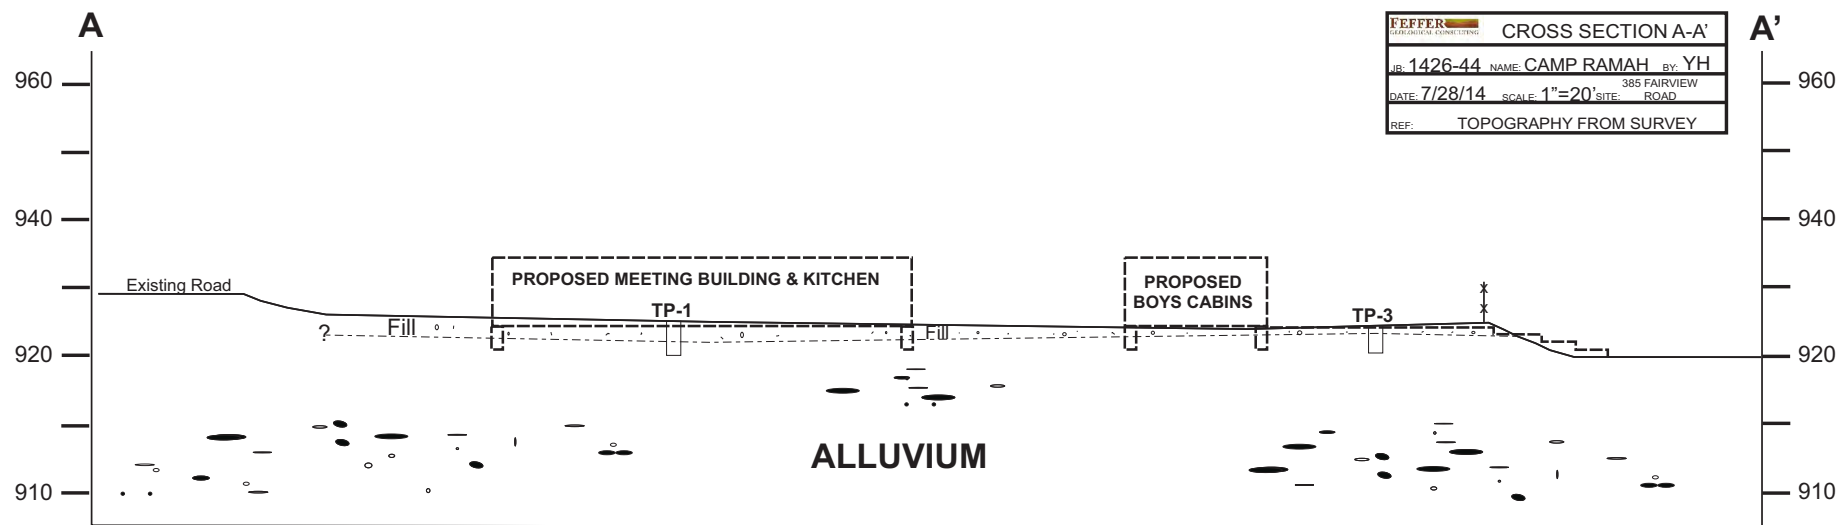 A
A'
FEFFER
GEOLOGICAL CONSULTING
CROSS SECTION A-A'
JB: 1426-44 NAME: CAMP RAMAH BY: YH
DATE: 7/28/14 SCALE: 1”=20' SITE: 385 FAIRVIEW ROAD
REF: TOPOGRAPHY FROM SURVEY
960
960
940
940
Existing Road
PROPOSED MEETING BUILDING & KITCHEN
PROPOSED
BOYS CABINS
TP-1
TP-3
?
Fill
Fill
920
920
ALLUVIUM
910
910